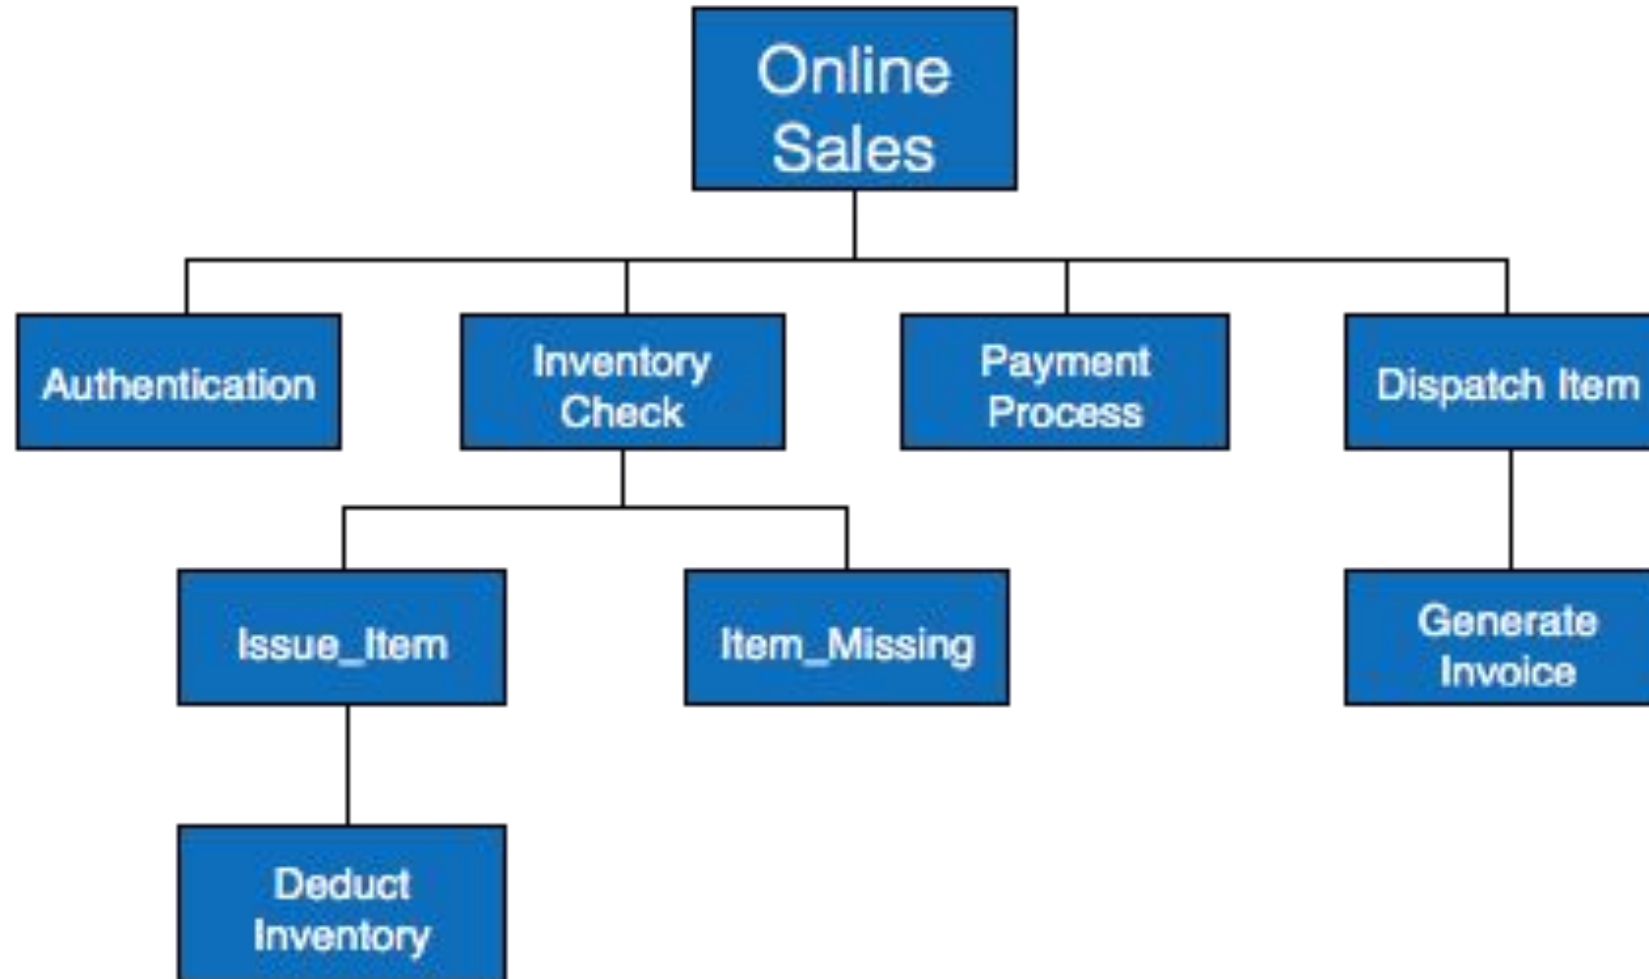 Online
Sales
Authentication
Inventory
Check
Payment
Process
Dispatch Item
Issue_Item
Item_Missing
Generate
Invoice
Deduct
Inventory